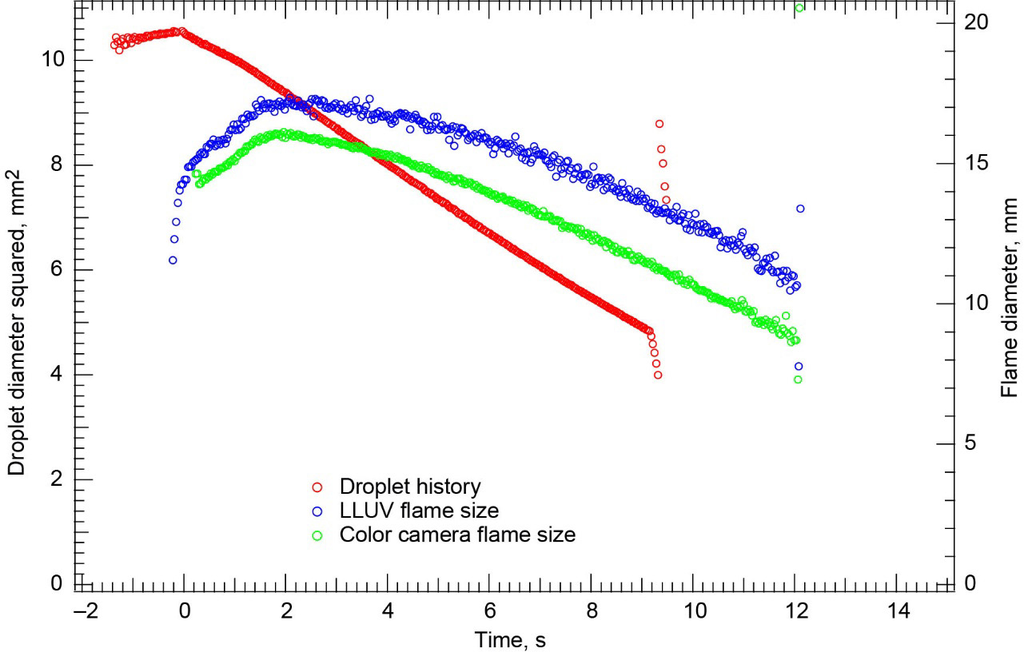 10
8
6
4
2
0
Droplet diameter squared, mm2
20
15
10
5
0
Flame diameter, mm
Droplet history
LLUV flame size
Color camera flame size
–2 0 2 4 6 8 10 12 14
Time, s